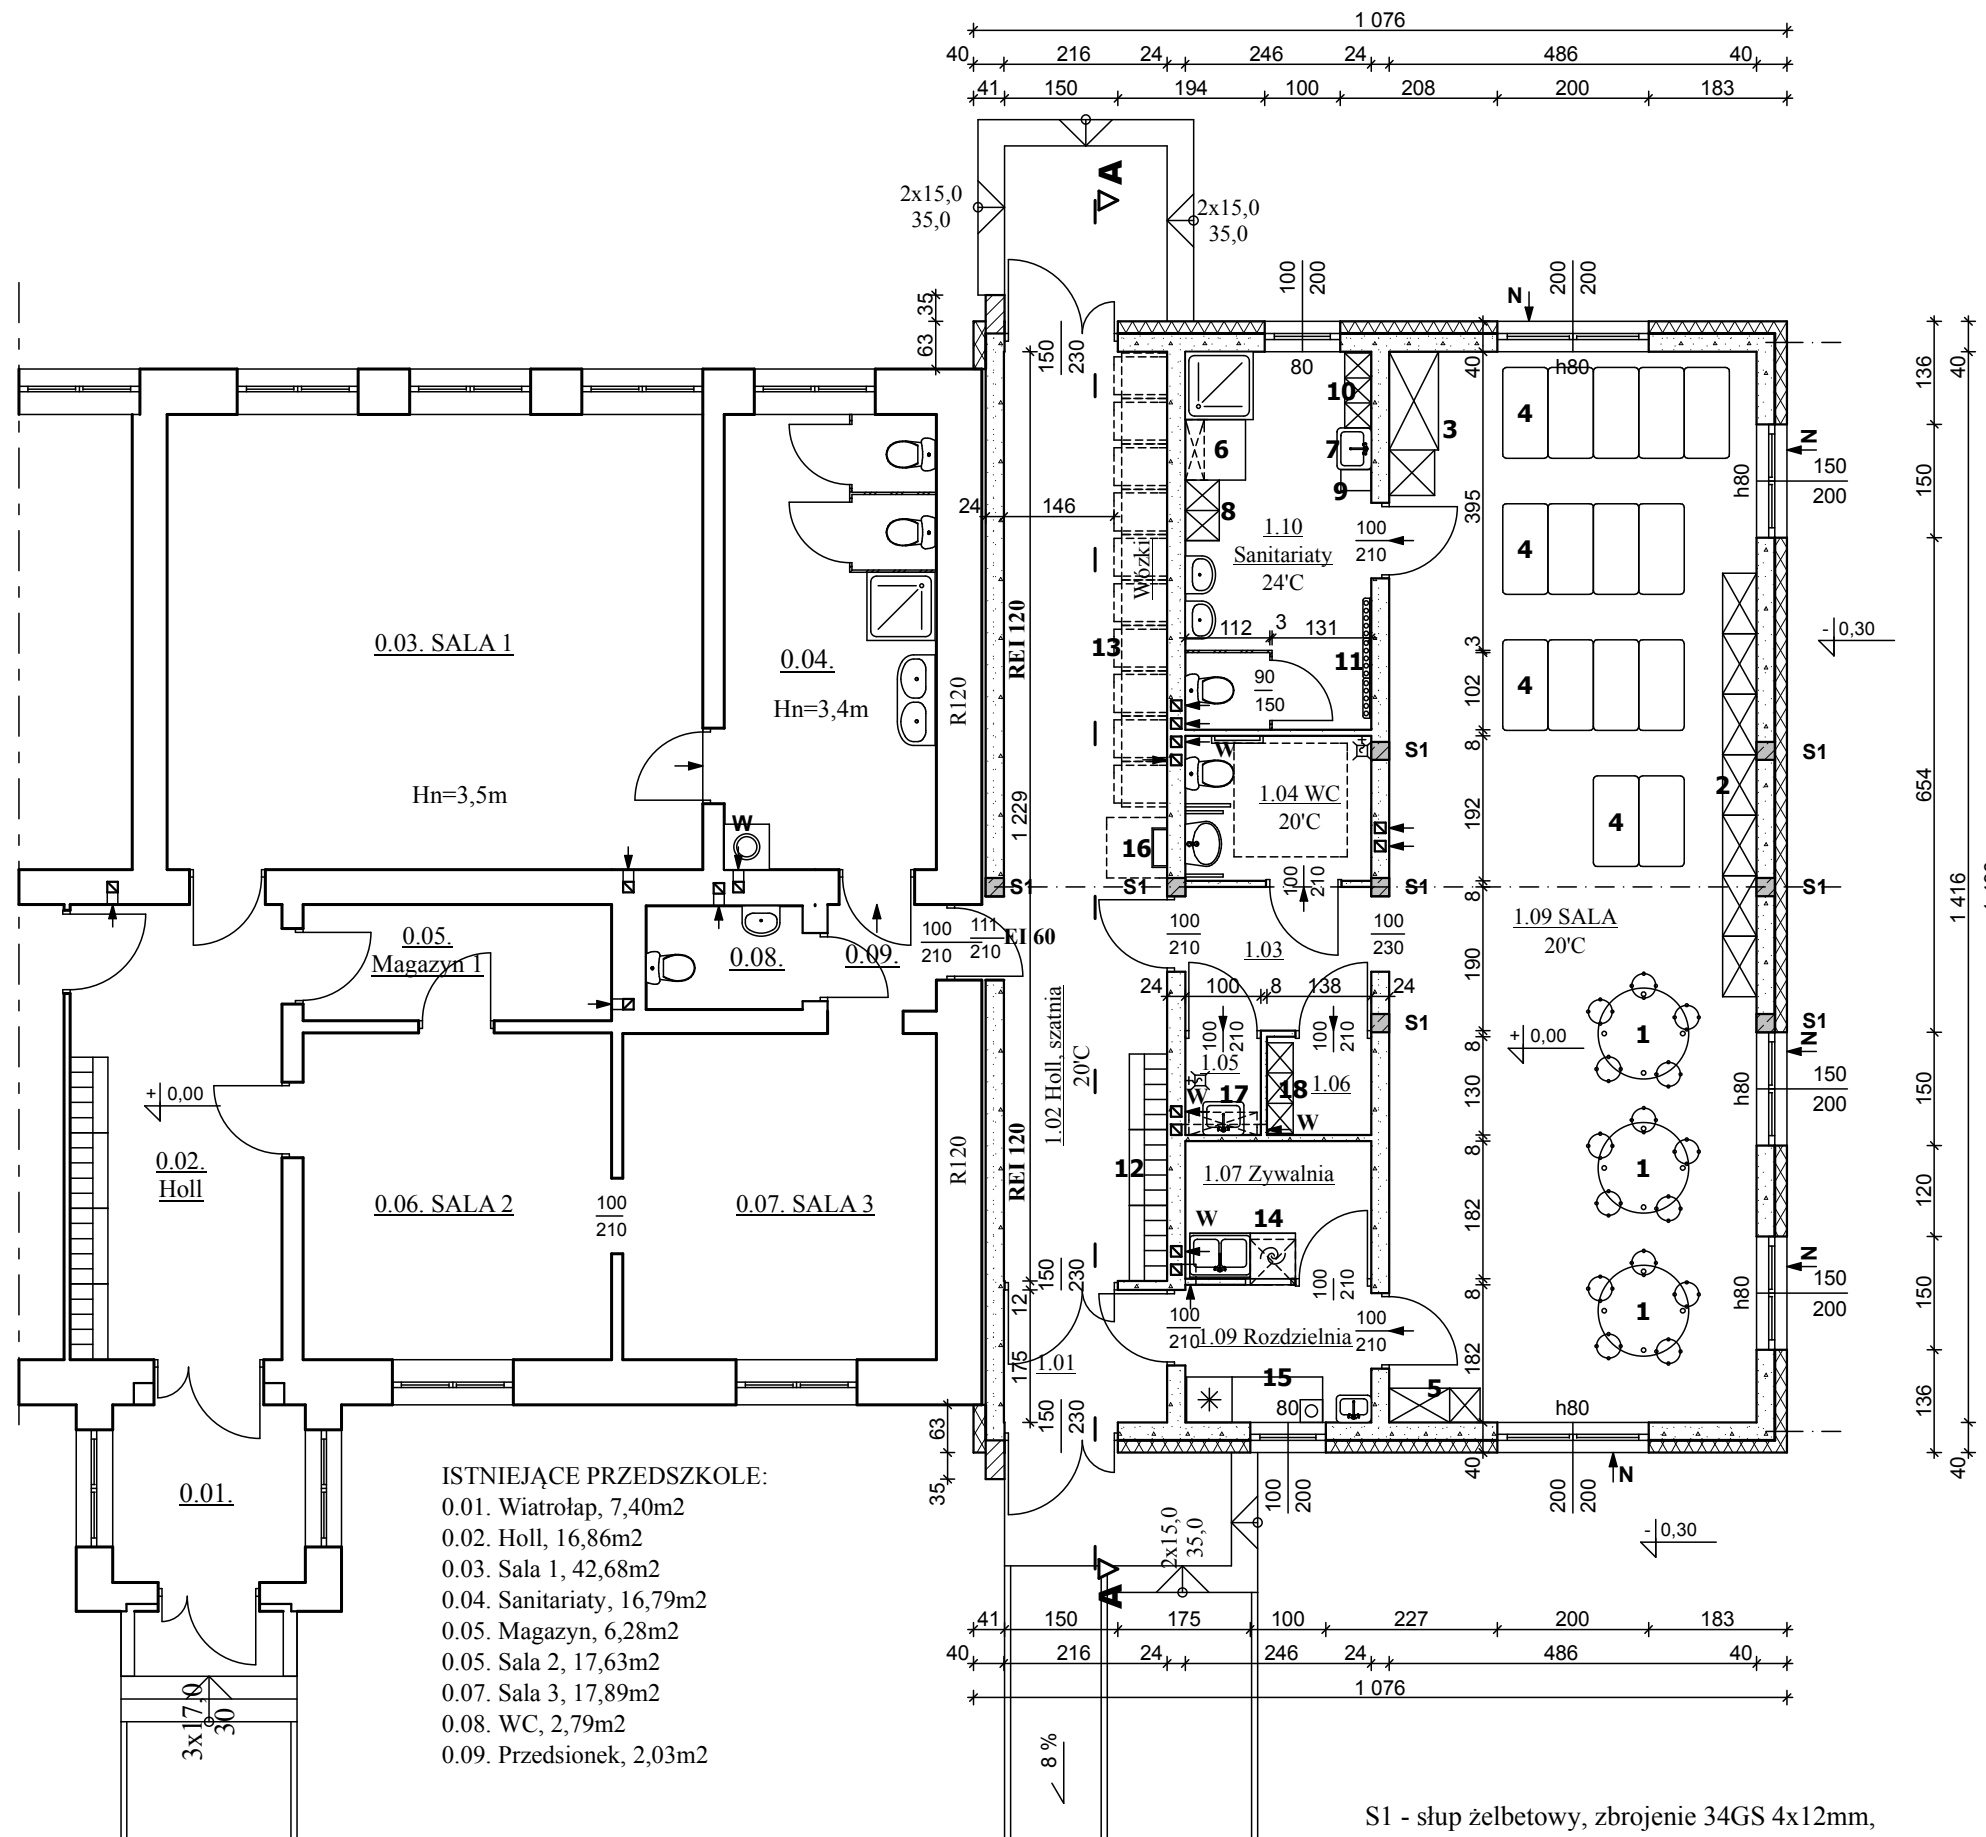 1 076
40 216 24 246 24 486 40
41 150 194 100 208 200 183
2x15,0
35,0
A
2x15,0
35,0
35
63
150
230
100
200
N
200
200
80
h80
40
136
40
10
3
4
7
6
9
8
N
150
200
h80
150
395
24
146
1.10
Sanitariaty
24'C
100
210
4
Wózki
REI 120
13
112
3
131
11
90
150
3
102
4
- 0,30
0.03. SALA 1
Hn=3,5m
0.04.
Hn=3,4m
R120
W
8
S1
S1
2
654
1.04 WC
20'C
192
4
1 229
16
W
100
210
S1
S1
S1
S1
8
1 416
1.09 SALA
20'C
0.05.
Magazyn 1
0.08.
0.09.
100
210
111
210
EI 60
100
210
1.03
100
230
190
24 100 8 138 24
S1
S1
1
+ 0,00
8
N
150
200
h80
150
100
210
100
210
1.05
1.06
17
18
W
W
130
8
1.02 Holl, szatnia
20'C
REI 120
R120
+ 0,00
0.02.
Holl
0.06. SALA 2
100
210
0.07. SALA 3
12
1.07 Zywalnia
182
1
120
W
14
150
230
12
100
210
8
N
h80
150
200
150
1
100
210
1.09 Rozdzielnia
100
210
175
1.01
182
15
80
5
h80
136
150
230
63
35
40
40
100
200
200
200
N
2x15,0
35,0
- 0,30
A
0.01.
3x17,0
30
ISTNIEJĄCE PRZEDSZKOLE:
0.01. Wiatrołap, 7,40m2
0.02. Holl, 16,86m2
0.03. Sala 1, 42,68m2
0.04. Sanitariaty, 16,79m2
0.05. Magazyn, 6,28m2
0.05. Sala 2, 17,63m2
0.07. Sala 3, 17,89m2
0.08. WC, 2,79m2
0.09. Przedsionek, 2,03m2
41 150 175 100 227 200 183
40 216 24 246 24 486 40
1 076
8 %
S1 - słup żelbetowy, zbrojenie 34GS 4x12mm,